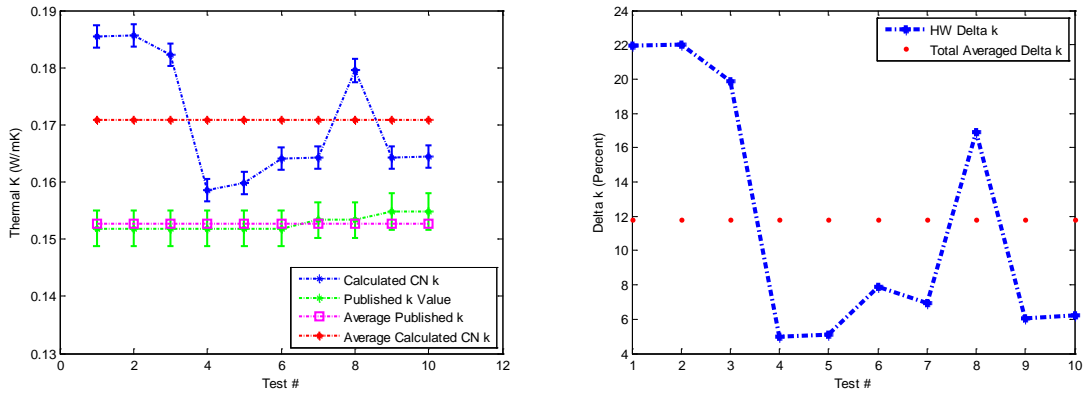 0.19
0.18
0.17
0.16
0.15
0.14
0.13
Thermal K (W/mK)
0 2 4 6 8 10 12
Test #
Calculated CN k
Published k Value
Average Published k
Average Calculated CN k
24
22
20
18
16
14
12
10
8
6
4
Delta k (Percent)
1 2 3 4 5 6 7 8 9 10
Test #
HW Delta k
Total Averaged Delta k